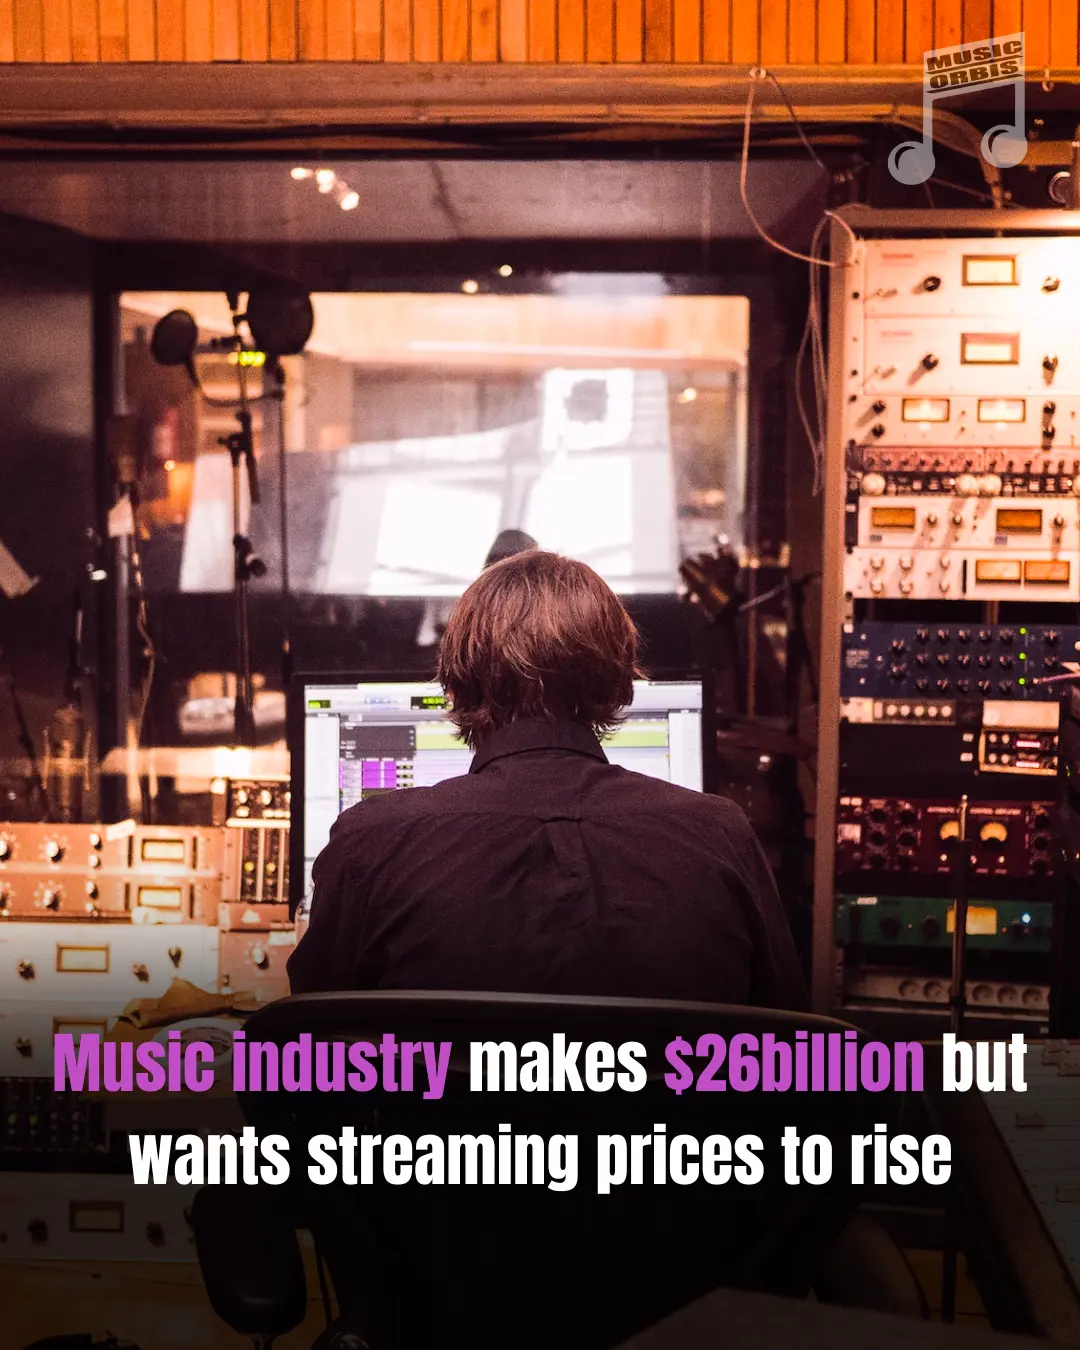 MUSIC
ORBIS
Music industry makes $26billion but
wants streaming prices to rise